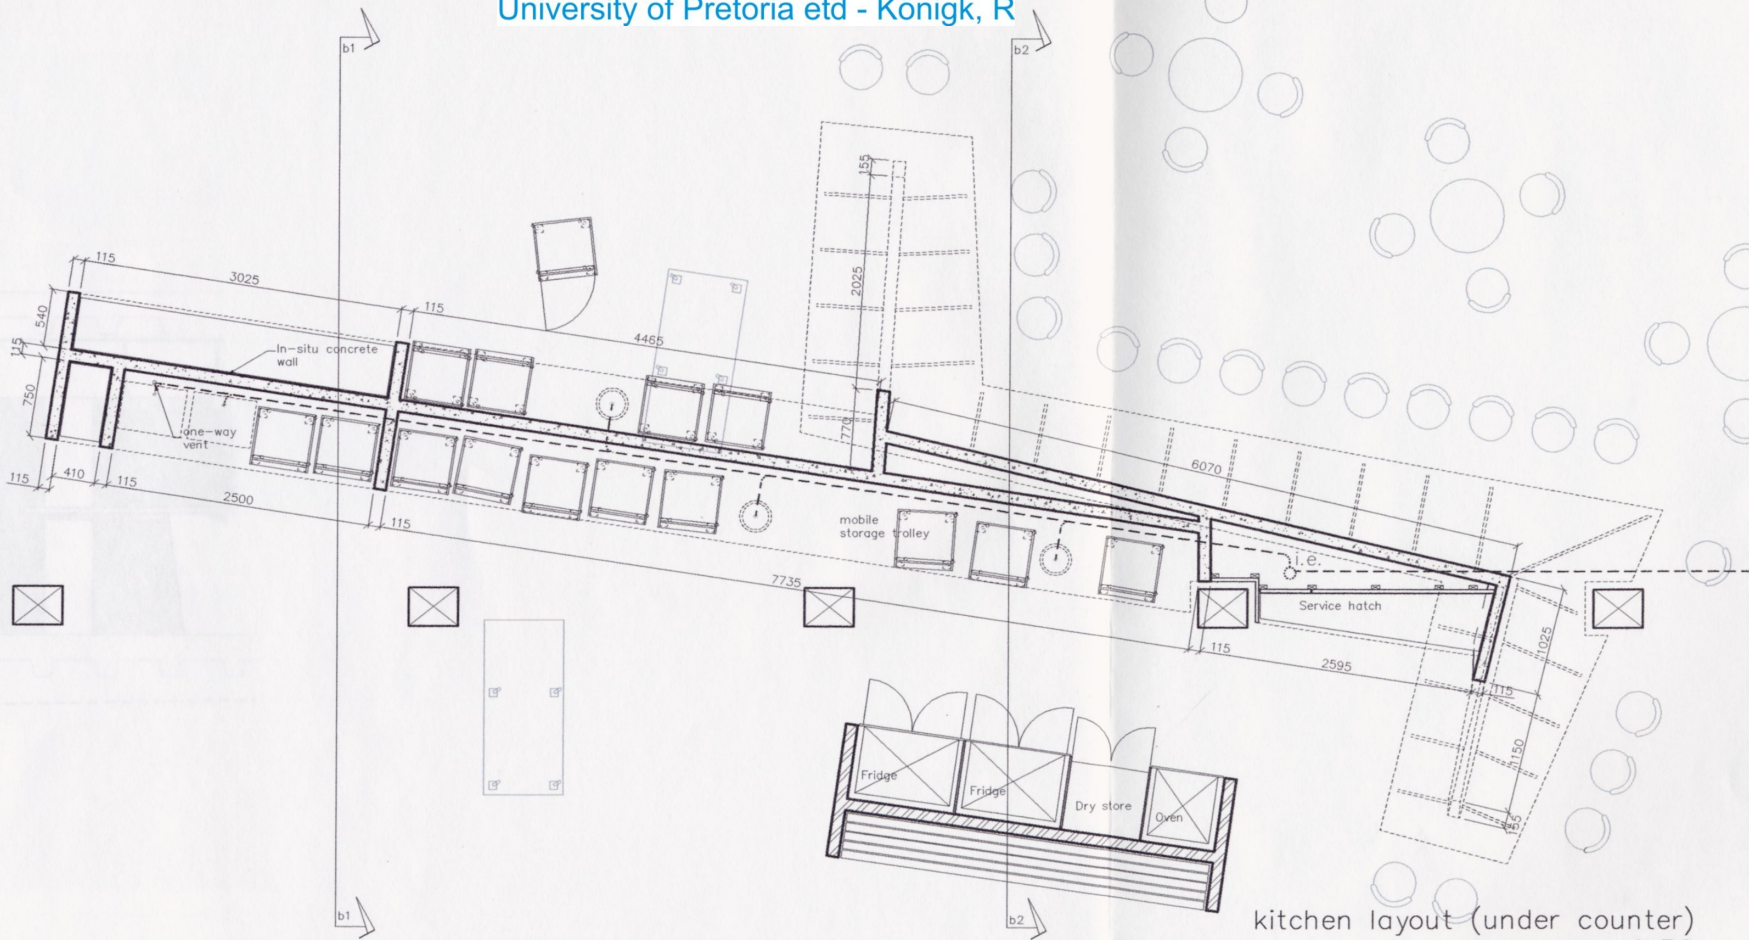 University of Pretoria etd - Konigk, R
b1
b2
155
115
3025
540
115
115
4465
2025
In-situ concrete
wall
750
one-way
vent
770
6070
115
410
115
2500
115
mobile
storage trolley
7735
i.e.
Service hatch
1025
115
2595
115
1150
155
Fridge
Fridge
Dry store
Oven
b1
b2
kitchen layout (under counter)